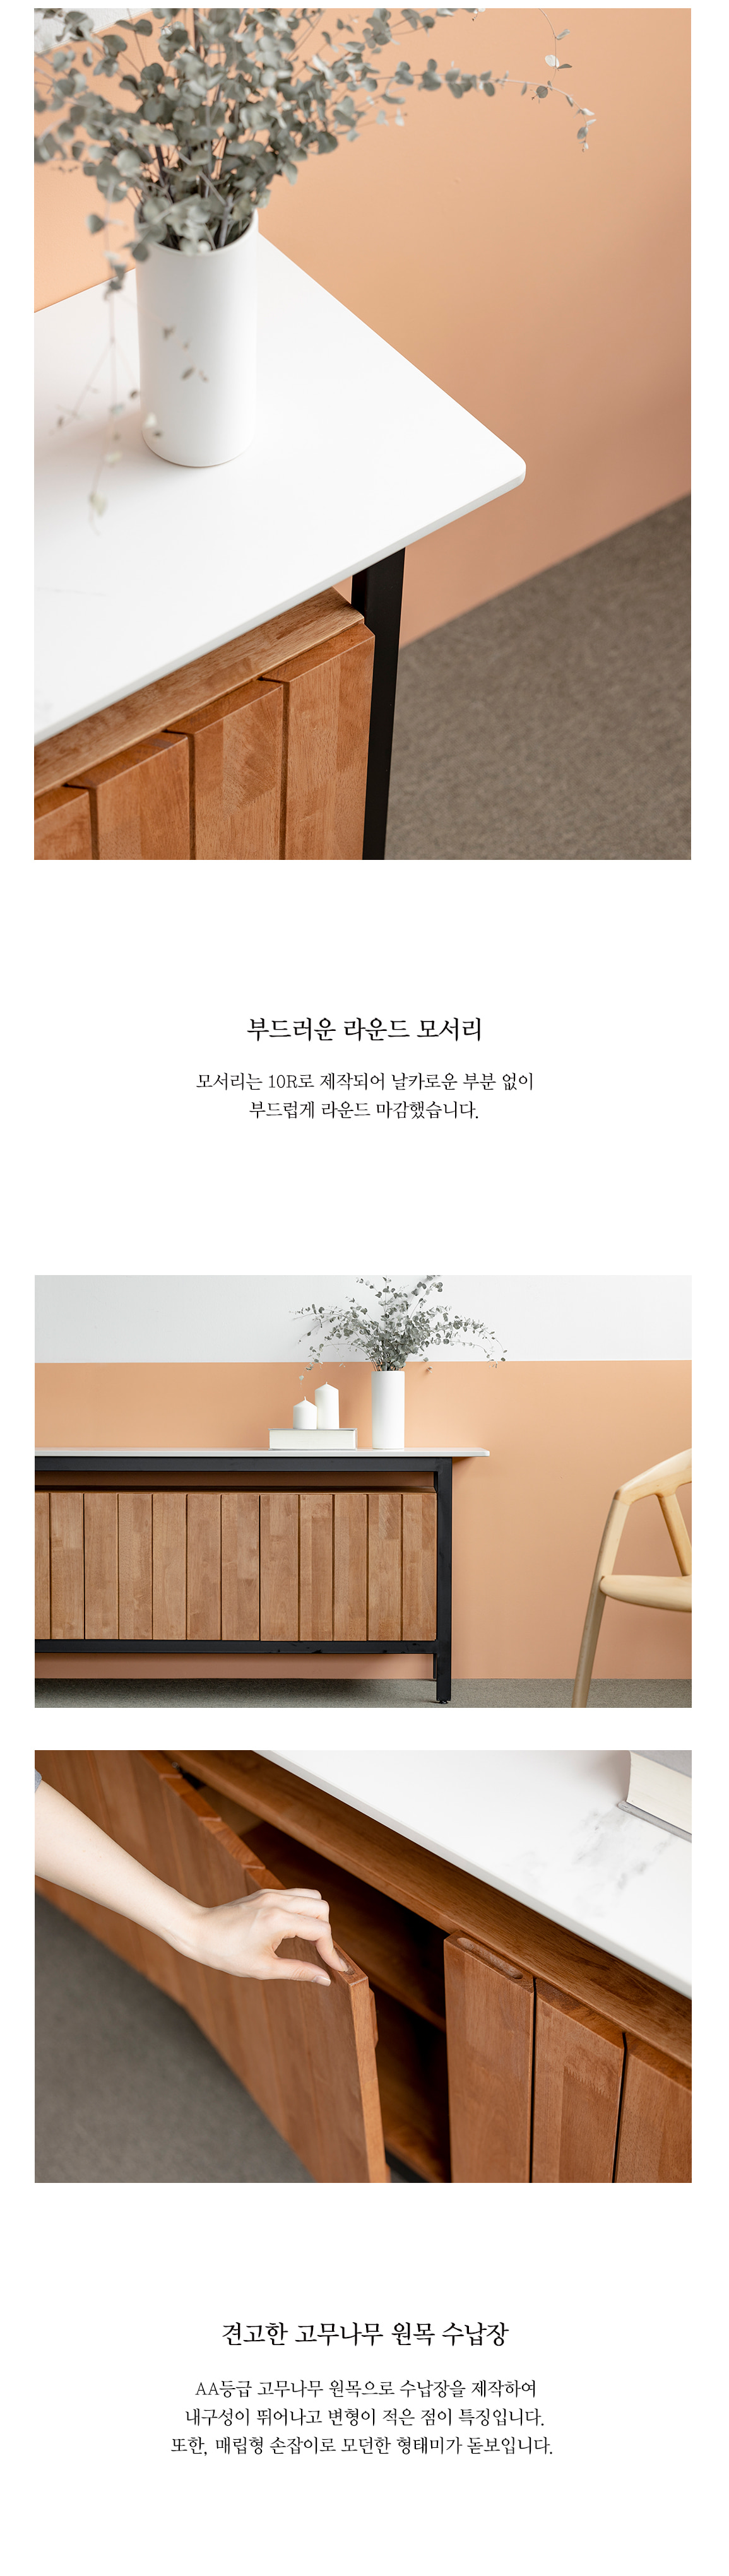 부드러운 라운드 모서리
모서리는 10R로 제작되어 날카로운 부분 없이
부드럽게 라운드 마감했습니다.
견고한 고무나무 원목 수납장
AA등급 고무나무 원목으로 수납장을 제작하여
내구성이 뛰어나고 변형이 적은 점이 특징입니다.
또한, 매립형 손잡이로 모던한 형태미가 돋보입니다.